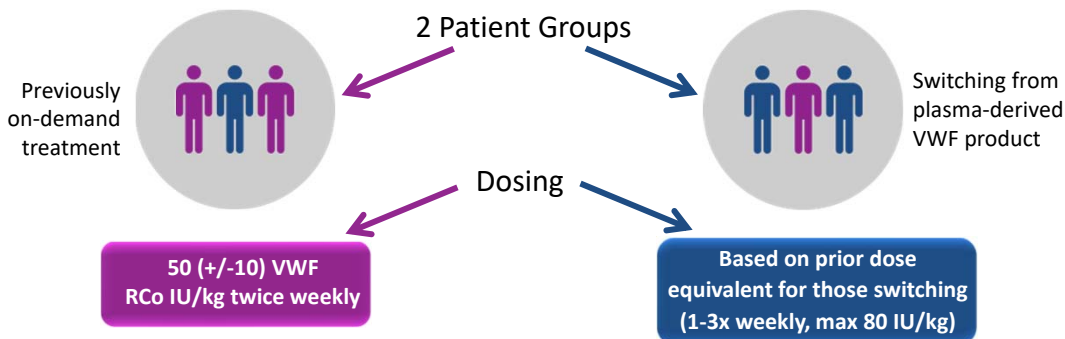 2 Patient Groups
Previously
on-demand
treatment
Switching from
plasma-derived
VWF product
Dosing
50 (+/-10) VWF
RCo IU/kg twice weekly
Based on prior dose
equivalent for those switching
(1-3x weekly, max 80 IU/kg)